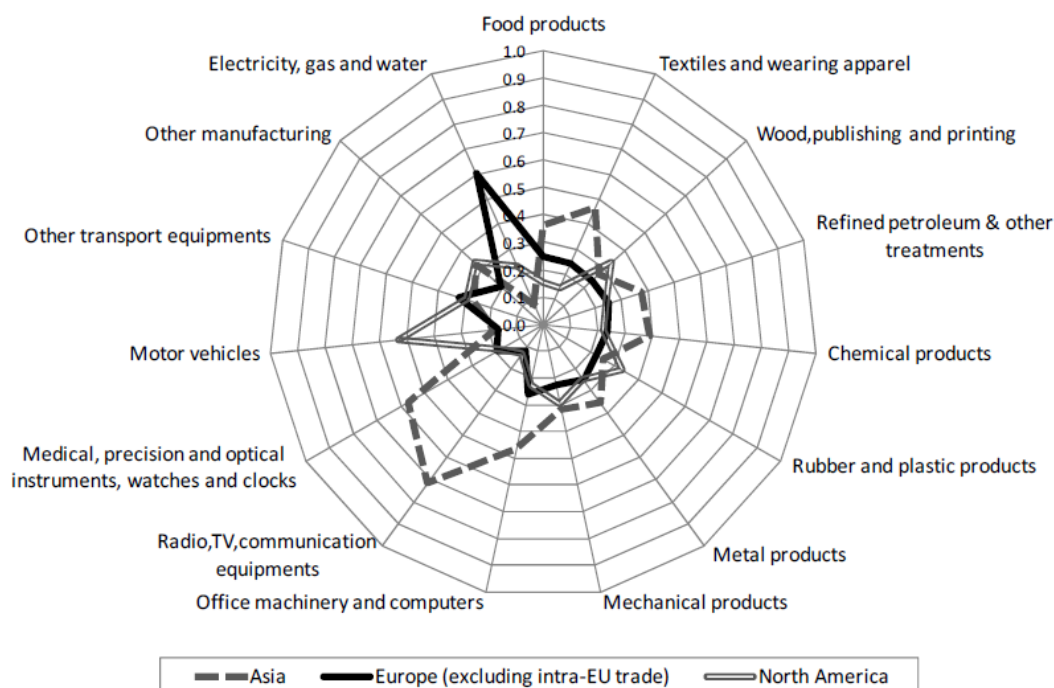 Food products
1.0
Electricity, gas and water
Textiles and wearing apparel
0.9
0.8
Other manufacturing
Wood,publishing and printing
0.7
0.6
0.5
0.4
Other transport equipments
Refined petroleum & other
treatments
0.3
0.2
0.1
0.0
Motor vehicles
Chemical products
Medical, precision and optical
instruments, watches and clocks
Rubber and plastic products
Radio,TV,communication
equipments
Metal products
Office machinery and computers
Mechanical products
Asia
Europe (excluding intra-EU trade)
North America